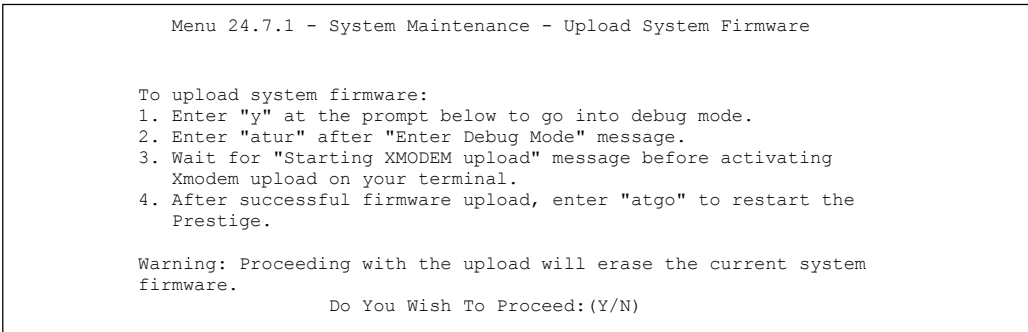 Menu 24.7.1 - System Maintenance - Upload System Firmware
To upload system firmware:
1. Enter "y" at the prompt below to go into debug mode.
2. Enter "atur" after "Enter Debug Mode" message.
3. Wait for "Starting XMODEM upload" message before activating
Xmodem upload on your terminal.
4. After successful firmware upload, enter "atgo" to restart the
Prestige.
Warning: Proceeding with the upload will erase the current system
firmware.
Do You Wish To Proceed:(Y/N)